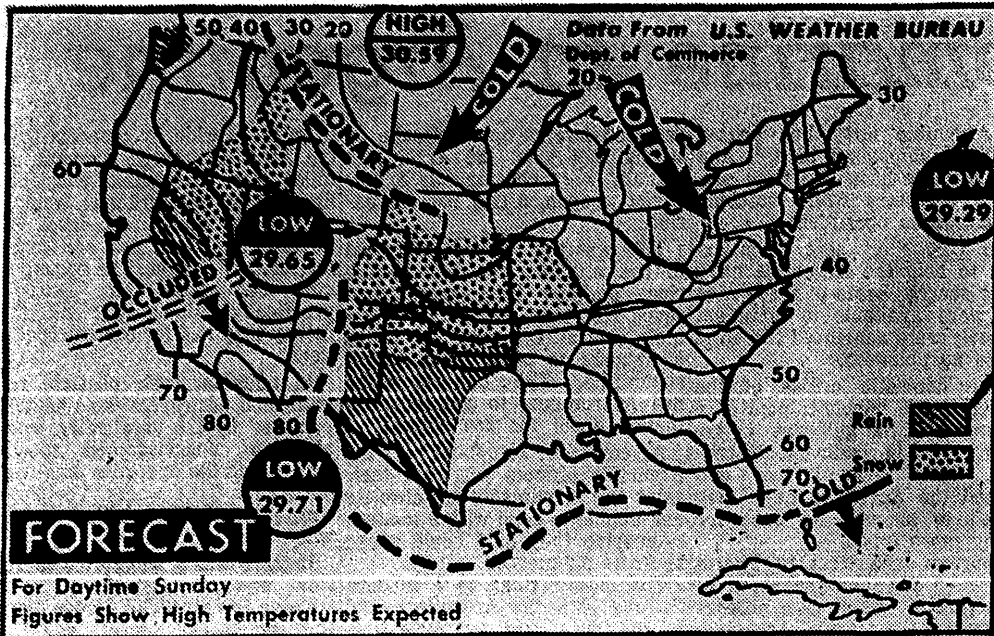 50 40 30 20
HIGH
30.59
COLD
Data From U.S. WEATHER BUREAU
Dept. of Commerce
20
COLD
30
STATIONARY
60
LOW
29.65
LOW
29.29
OCCLUDED
40
70
80
80
50
60
70
LOW
29.71
STATIONARY
COLD
Rain
Snow
FORECAST
For Daytime Sunday
Figures Show High Temperatures Expected